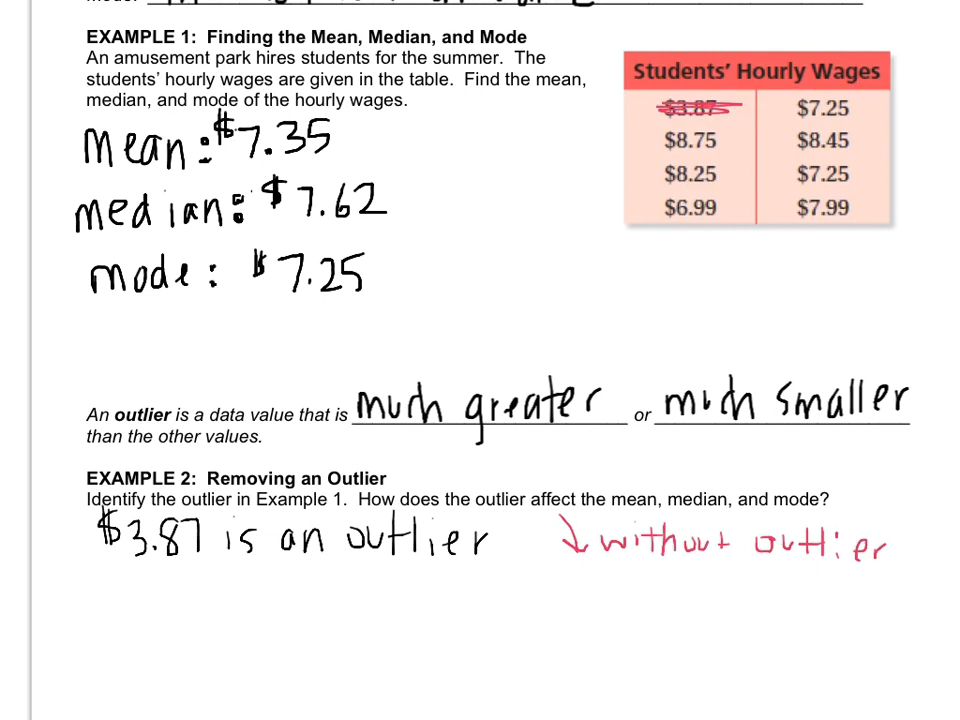 EXAMPLE 1: Finding the Mean, Median, and Mode
An amusement park hires students for the summer. The
students' hourly wages are given in the table. Find the mean,
median, and mode of the hourly wages.
Students' Hourly Wages
$3.87 $7.25
$8.75 $8.45
$8.25 $7.25
$6.99 $7.99
mean: $7.35
median: $7.62
mode: $7.25
An outlier is a data value that is much greater or much smaller
than the other values.
EXAMPLE 2: Removing an Outlier
Identify the outlier in Example 1. How does the outlier affect the mean, median, and mode?
$3.87 is an outlier ↓ without outlier